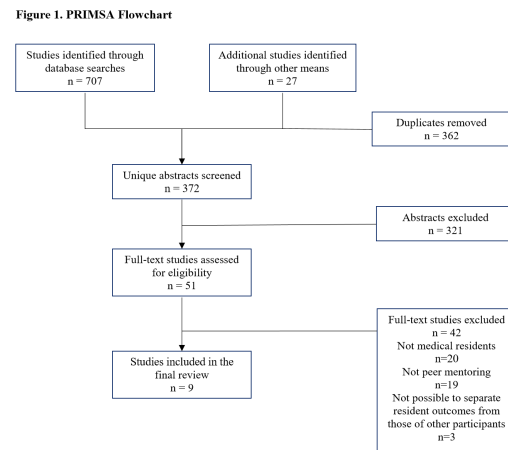 Figure 1. PRIMSA Flowchart
Studies identified through
database searches
n = 707
Additional studies identified
through other means
n = 27
Duplicates removed
n = 362
Unique abstracts screened
n = 372
Abstracts excluded
n = 321
Full-text studies assessed
for eligibility
n = 51
Full-text studies excluded
n = 42
Not medical residents
n=20
Not peer mentoring
n=19
Not possible to separate
resident outcomes from
those of other participants
n=3
Studies included in the
final review
n = 9